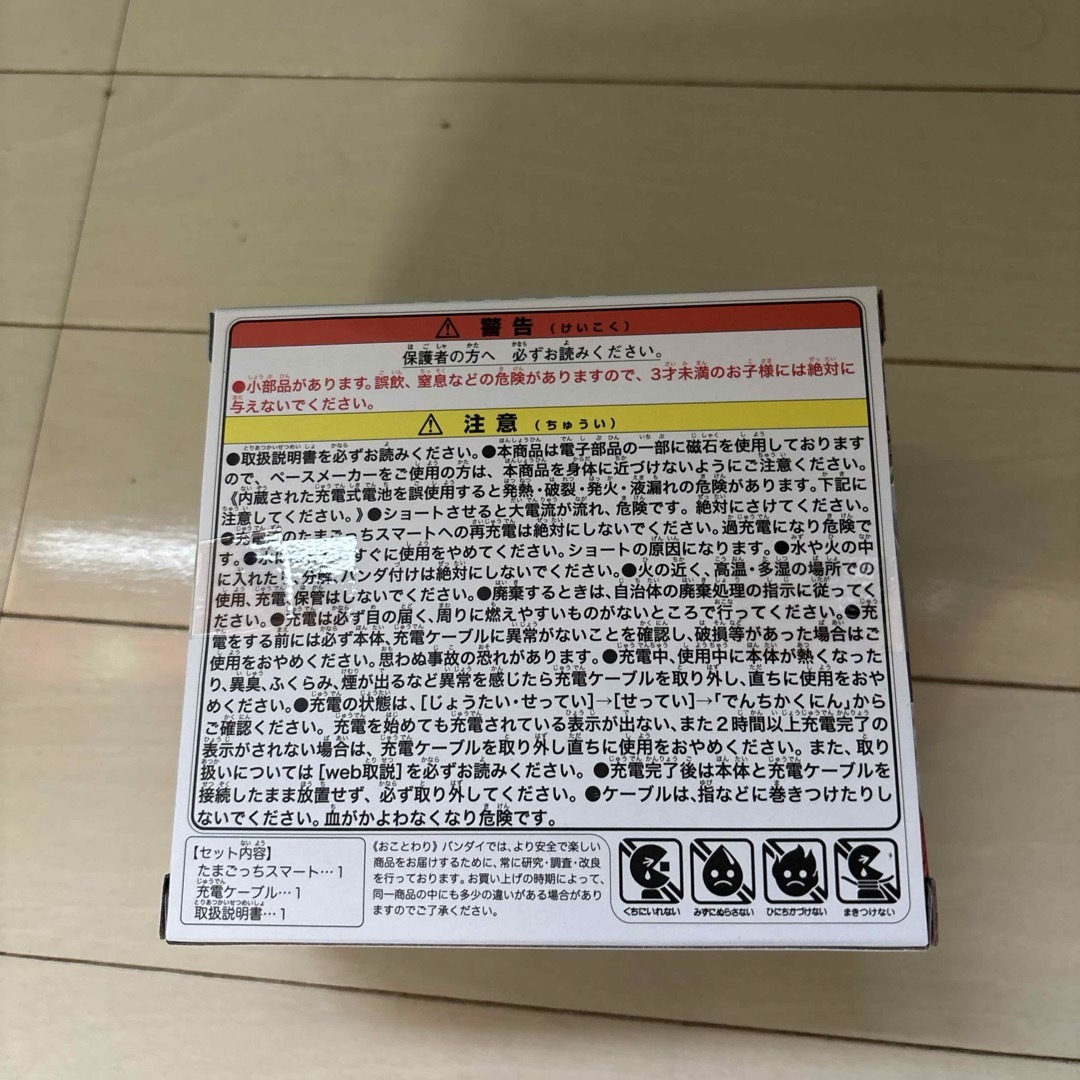 ⚠ 警告（けいこく）
保護者の方へ 必ずお読みください。
●小部品があります。誤飲、窒息などの危険がありますので、3才未満のお子様には絶対に
与えないでください。
⚠ 注意（ちゅうい）
●取扱説明書を必ずお読みください。●本商品は電子部品の一部に磁石を使用しております
ので、ペースメーカーをご使用の方は、本商品を身体に近づけないようにご注意ください。
《内蔵された充電式電池を誤使用すると発熱・破裂・発火・液漏れの危険があります。下記に
注意してください。》●ショートさせると大電流が流れ、危険です。絶対にさけてください。
のたまごっちスマートへの再充電は絶対にしないでください。過充電になり危険で
す。 すぐに使用をやめてください。ショートの原因になります。●水や火の中
に入れた 分解、ハンダ付けは絶対にしないでください。●火の近く、高温・多湿の場所での
使用、充電、保管はしないでください。●廃棄するときは、自治体の廃棄処理の指示に従ってく
ださい。●充電は必ず目の届く、周りに燃えやすいものがないところで行ってください。●充
電をする前には必ず本体、充電ケーブルに異常がないことを確認し、破損等があった場合はご
使用をおやめください。思わぬ事故の恐れがあります。●充電中、使用中に本体が熱くなった
り、異臭、ふくらみ、煙が出るなど異常を感じたら充電ケーブルを取り外し、直ちに使用をおや
めください。●充電の状態は、[じょうたい・せってい]→[せってい]→「でんちかくにん」から
ご確認ください。充電を始めても充電されている表示が出ない、また2時間以上充電完了の
表示がされない場合は、充電ケーブルを取り外し直ちに使用をおやめください。また、取り
扱いについては[web取説]を必ずお読みください。●充電完了後は本体と充電ケーブルを
接続したまま放置せず、必ず取り外してください。●ケーブルは、指などに巻きつけたりし
ないでください。血がかよわなくなり危険です。
【セット内容】
たまごっちスマート…1
充電ケーブル…1
取扱説明書…1
《おことわり》バンダイでは、より安全で楽しい
商品をお届けするために、常に研究・調査・改良
を行っております。お買い上げの時期によって、
同一商品の中にも多少の違いがある場合があり
ますのでご了承ください。
くちにいれない みずにぬらさない ひにちかづけない まきつけない